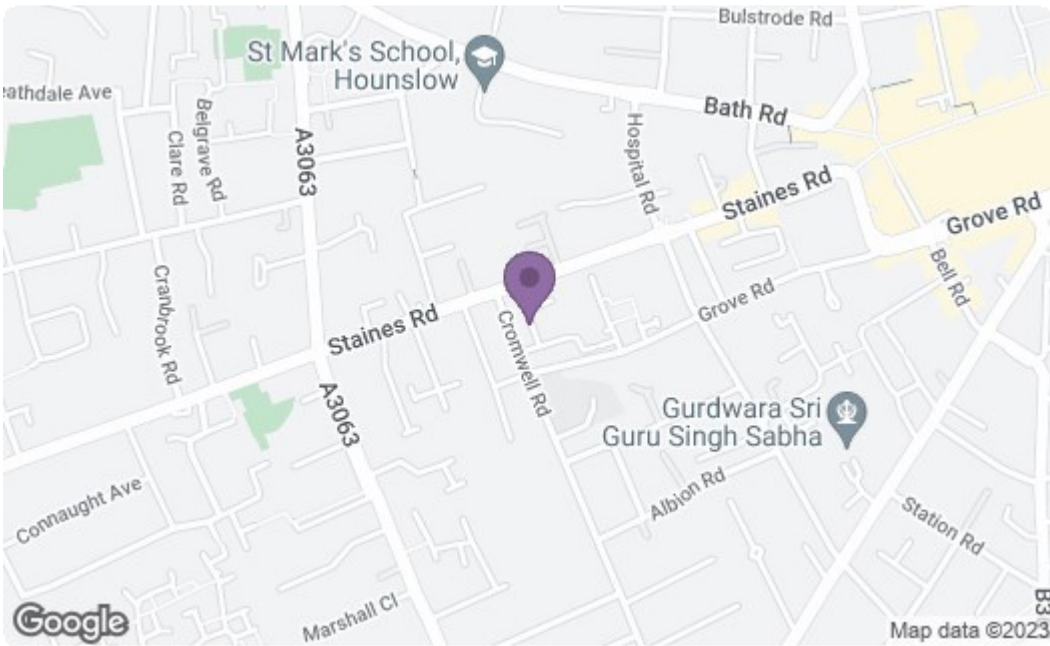 Bulstrode Rd
St Mark's School,
Hounslow
eathdale Ave
Belgrave Rd
Clare Rd
A3063
Bath Rd
Hospital Rd
Staines Rd
Grove Rd
Bell Rd
Cranbrook Rd
Staines Rd
Grove Rd
Cromwell Rd
A3063
Gurdwara Sri
Guru Singh Sabha
Connaught Ave
Albion Rd
Station Rd
Marshall Cl
B3
Google
Map data ©2023